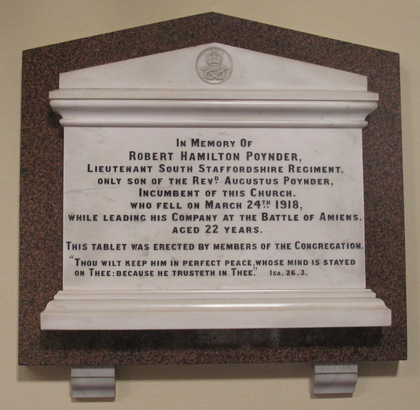 In Memory Of
Robert Hamilton Poynder,
Lieutenant South Staffordshire Regiment,
only son of the Revd. Augustus Poynder,
Incumbent of this Church.
who fell on March 24th 1918,
while leading his Company at the Battle of Amiens.
aged 22 years.
This tablet was erected by members of the Congregation.
"Thou wilt keep him in perfect peace, whose mind is stayed
on Thee: because he trusteth in Thee." Isa. 26.3.